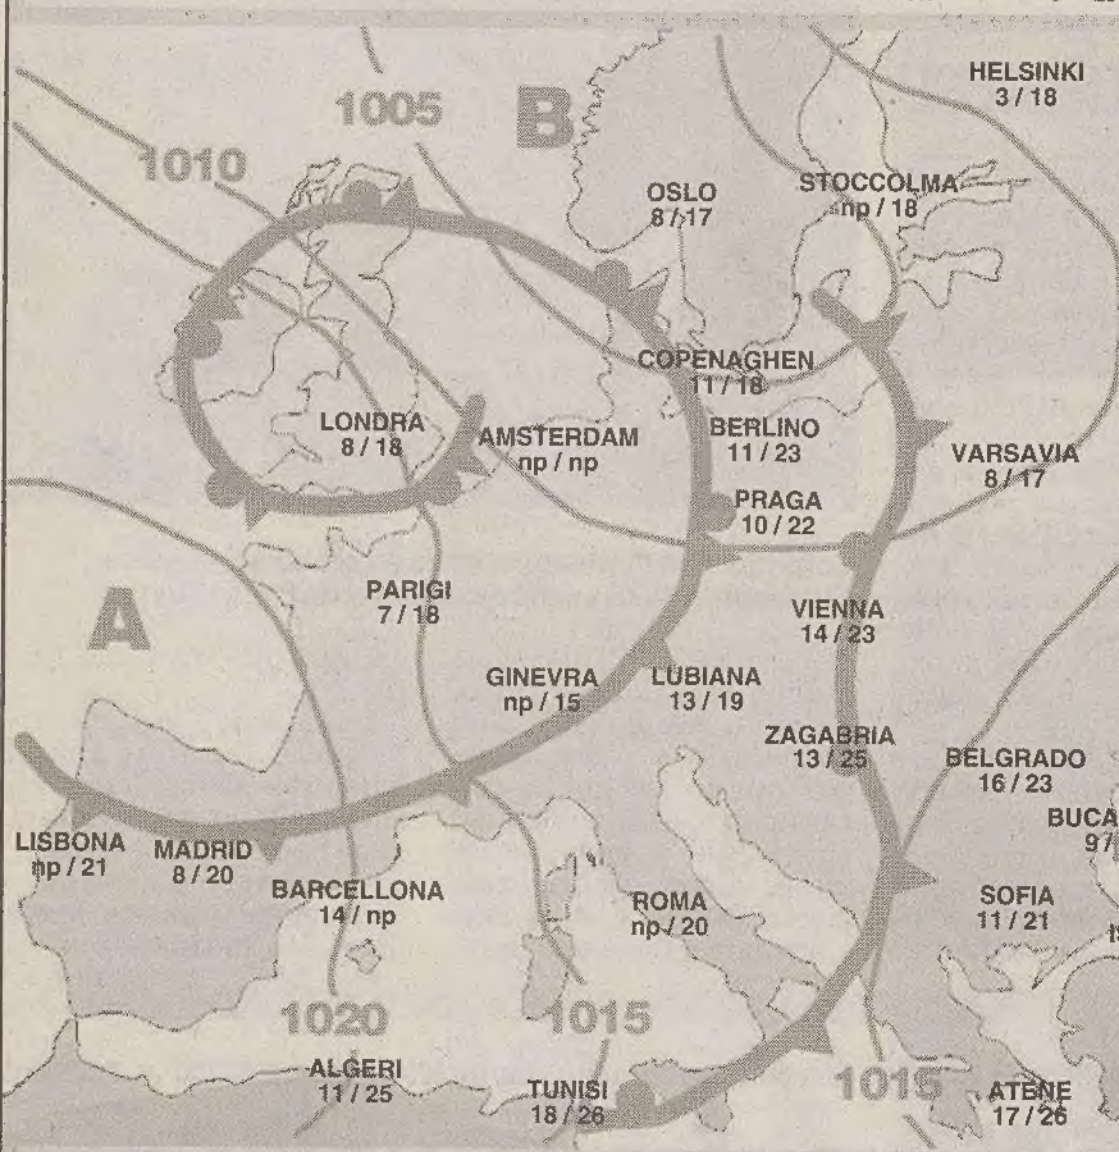 HELSINKI
3 / 18
1005
B
1010
OSLO
8 / 17
STOCCOLMA
np / 18
COPENAGHEN
11 / 18
LONDRA
8 / 18
AMSTERDAM
np / np
BERLINO
11 / 23
VARSAVIA
8 / 17
PRAGA
10 / 22
A
PARIGI
7 / 18
VIENNA
14 / 23
GINEVRA
np / 15
LUBIANA
13 / 19
ZAGABRIA
13 / 25
BELGRADO
16 / 23
BUCA
9 /
LISBONA
np / 21
MADRID
8 / 20
BARCELLONA
14 / np
ROMA
np / 20
SOFIA
11 / 21
1020
1015
ALGERI
11 / 25
TUNISI
18 / 26
1015
ATENE
17 / 26